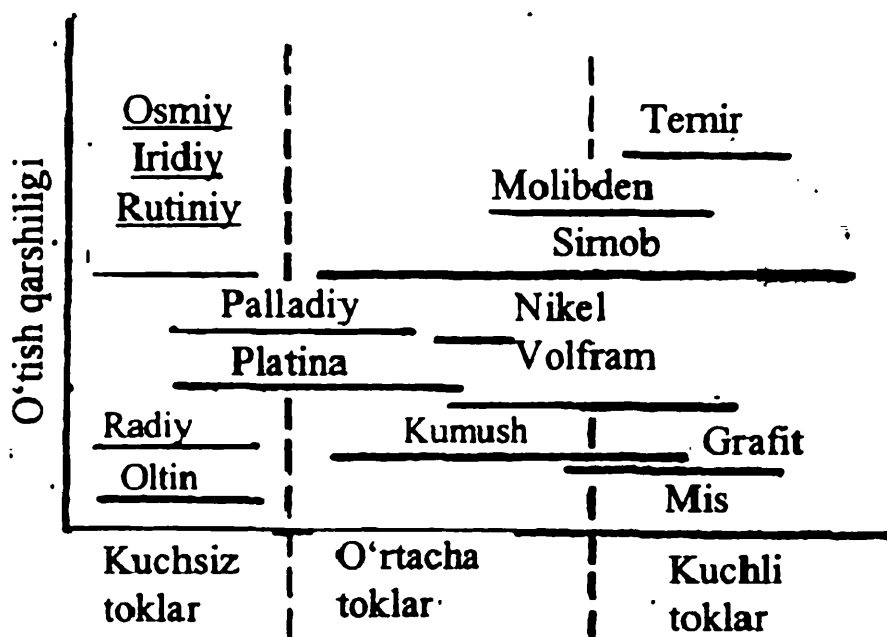 O‘tish qarshiligi
Osmiy
Iridiy
Rutiniy
Temir
Molibden
Simob
Palladiy
Nikel
Platina
Volfram
Radiy
Kumush
Grafit
Oltin
Mis
Kuchsiz
toklar
O‘rtacha
toklar
Kuchli
toklar